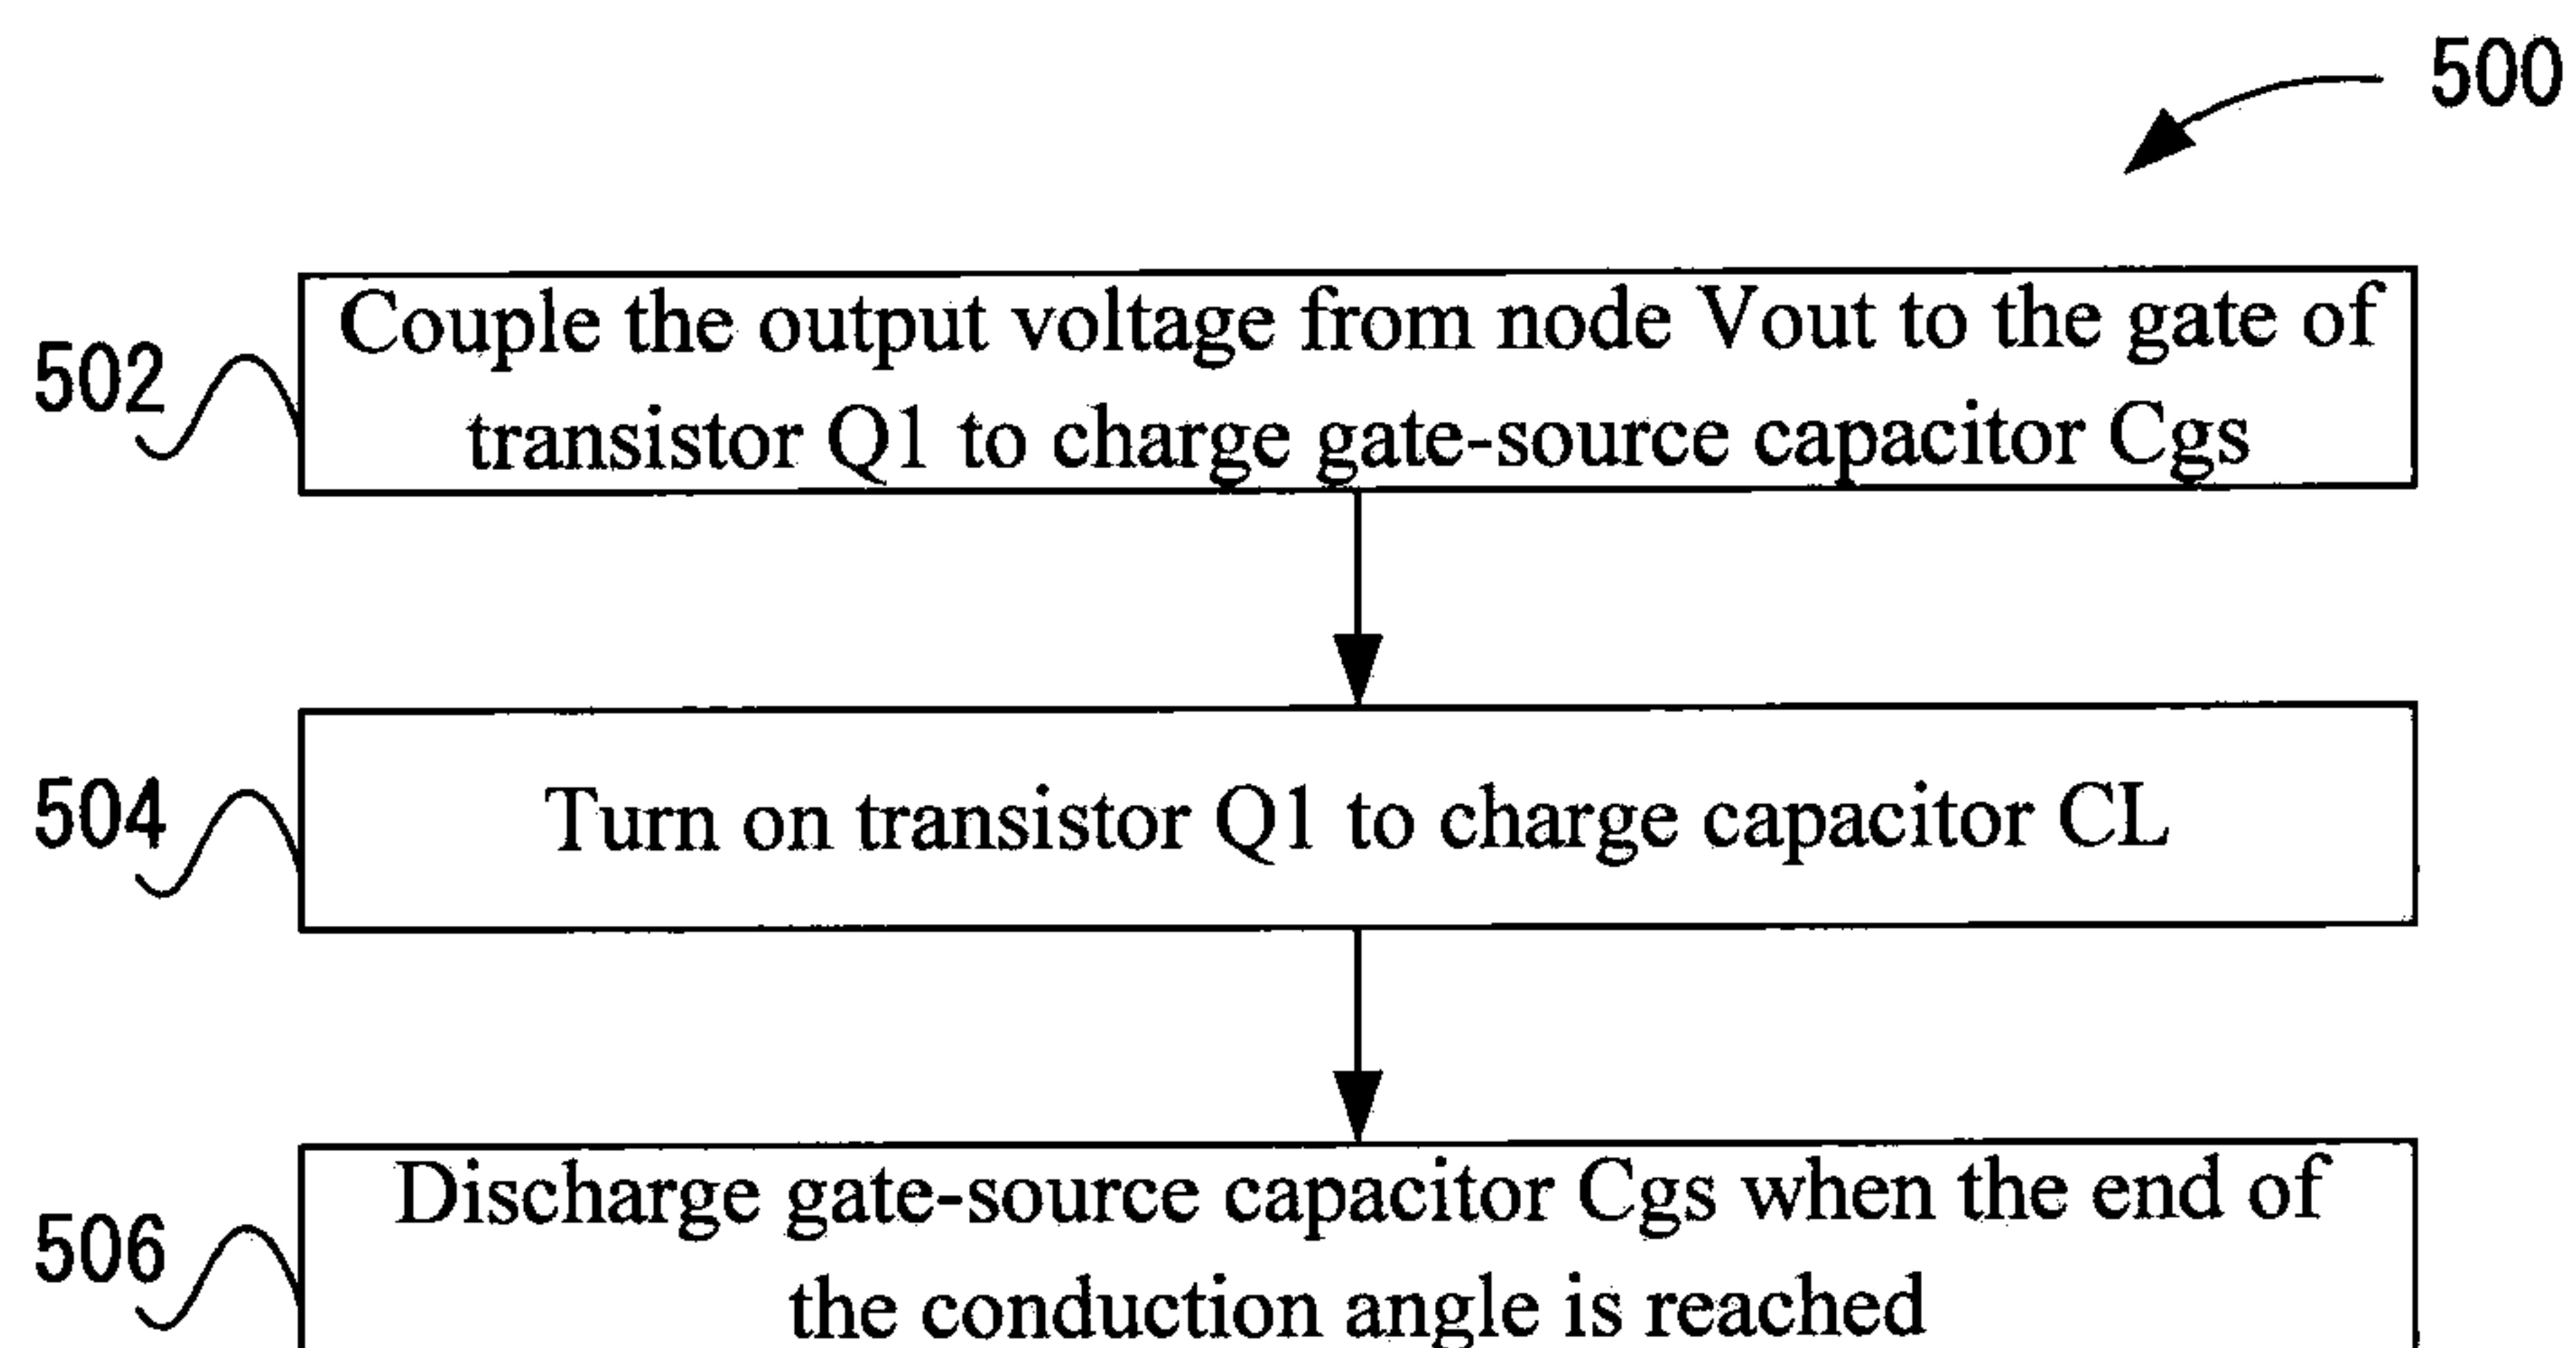 500
502
Couple the output voltage from node Vout to the gate of
transistor Q1 to charge gate-source capacitor Cgs
504
Turn on transistor Q1 to charge capacitor CL
506
Discharge gate-source capacitor Cgs when the end of
the conduction angle is reached